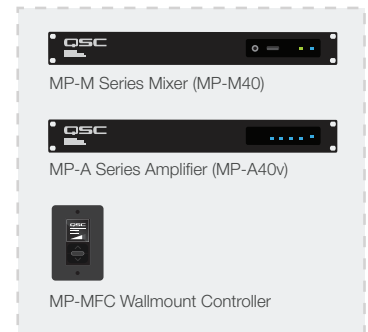 QSC
MP-M Series Mixer (MP-M40)
QSC
MP-A Series Amplifier (MP-A40v)
QSC
MP-MFC Wallmount Controller